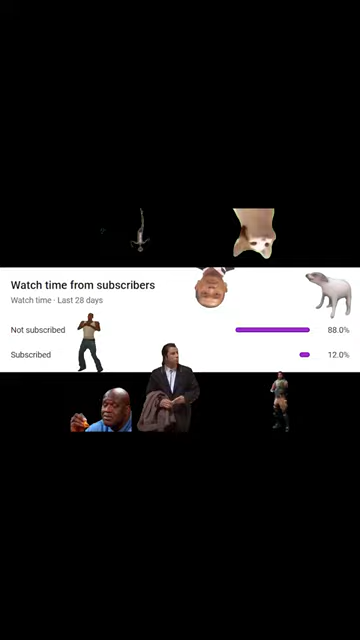 Watch time from subscribers
Watch time · Last 28 days
Not subscribed 88.0%
Subscribed 12.0%